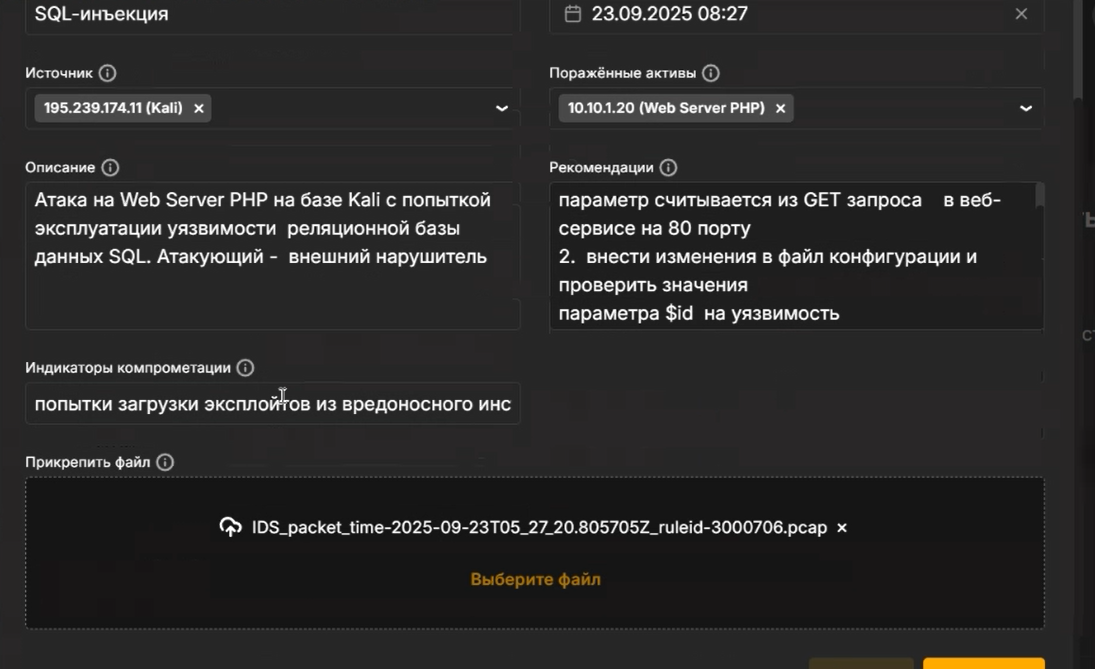 SQL-инъекция
23.09.2025 08:27
Источник
Поражённые активы
195.239.174.11 (Kali)
10.10.1.20 (Web Server PHP)
Описание
Рекомендации
Атака на Web Server PHP на базе Kali с попыткой
эксплуатации уязвимости  реляционной базы
данных SQL. Атакующий -  внешний нарушитель
параметр считывается из GET запроса    в веб-
сервисе на 80 порту
2.  внести изменения в файл конфигурации и
проверить значения
параметра $id  на уязвимость
Индикаторы компрометации
попытки загрузки эксплойтов из вредоносного инс
Прикрепить файл
IDS_packet_time-2025-09-23T05_27_20.805705Z_ruleid-3000706.pcap
Выберите файл